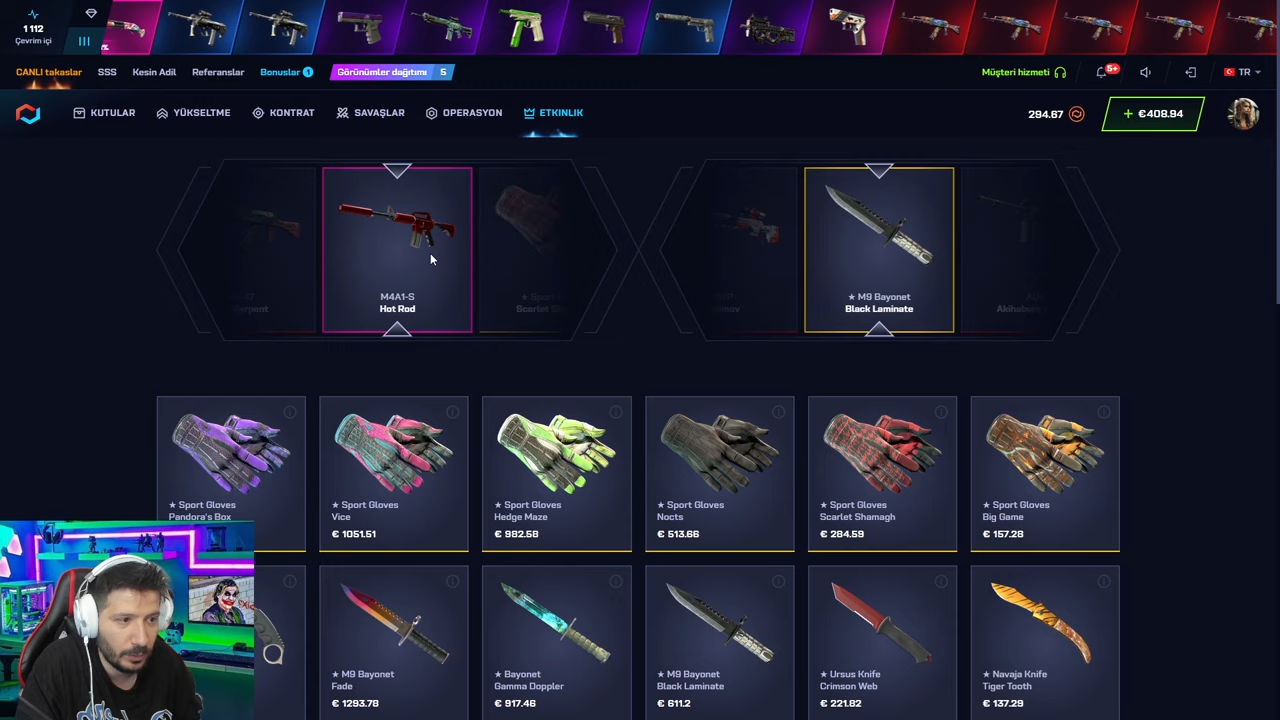 1 112
Çevrim içi
CANLI takaslar
SSS
Kesin Adil
Referanslar
Bonuslar 1
Görünümler dağıtımı 5
Müşteri hizmeti
5+
TR
KUTULAR
YÜKSELTME
KONTRAT
SAVAŞLAR
OPERASYON
ETKINLIK
294.67
+ €408.94
M4A1-S
Hot Rod
★ M9 Bayonet
Black Laminate
★ Sport Gloves
Pandora's Box
★ Sport Gloves
Vice
€ 1051.51
★ Sport Gloves
Hedge Maze
€ 982.58
★ Sport Gloves
Nocts
€ 513.66
★ Sport Gloves
Scarlet Shamagh
€ 284.59
★ Sport Gloves
Big Game
€ 157.28
★ M9 Bayonet
Fade
€ 1293.78
★ Bayonet
Gamma Doppler
€ 917.46
★ M9 Bayonet
Black Laminate
€ 611.2
★ Ursus Knife
Crimson Web
€ 221.82
★ Navaja Knife
Tiger Tooth
€ 137.29